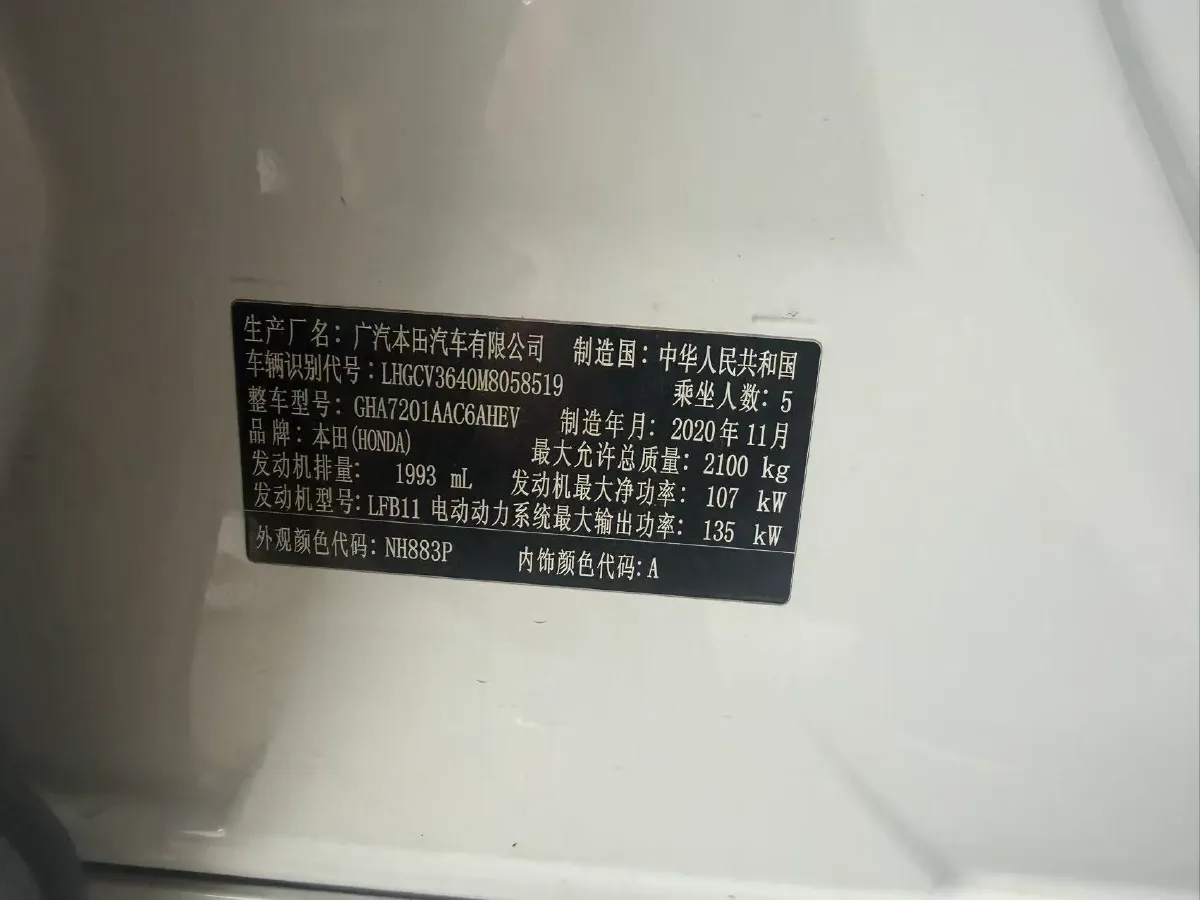 生产厂名：广汽本田汽车有限公司 制造国：中华人民共和国
车辆识别代号：LHGCV3640M8058519 乘坐人数：5
整车型号：GHA7201AAC6AHEV 制造年月：2020年11月
品牌：本田(HONDA) 最大允许总质量：2100 kg
发动机排量： 1993 mL 发动机最大净功率： 107 kW
发动机型号：LFB11 电动动力系统最大输出功率： 135 kW
外观颜色代码：NH883P 内饰颜色代码：A